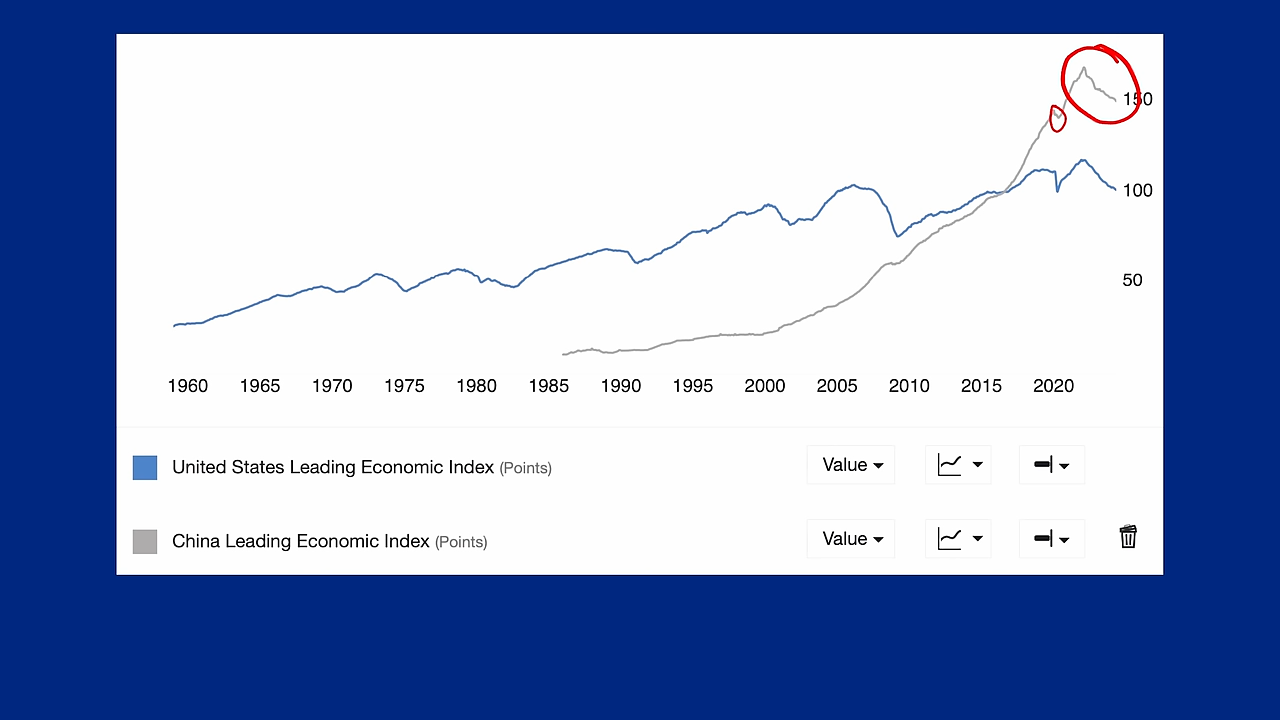 150
100
50
1960 1965 1970 1975 1980 1985 1990 1995 2000 2005 2010 2015 2020
United States Leading Economic Index (Points) Value
China Leading Economic Index (Points) Value